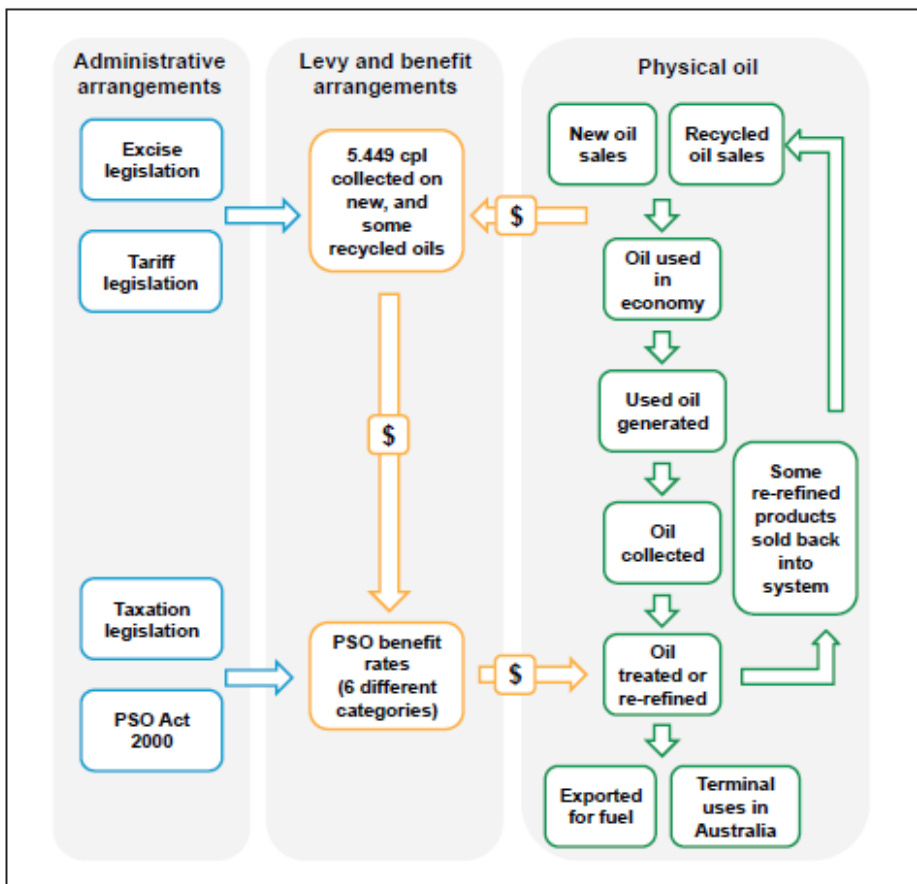 Administrative
arrangements
Excise
legislation
Tariff
legislation
Taxation
legislation
PSO Act
2000
Levy and benefit
arrangements
5.449 cpl
collected on
new, and
some
recycled oils
$
$
PSO benefit
rates
(6 different
categories)
$
Physical oil
New oil
sales
Recycled
oil sales
Oil used
in
economy
Used oil
generated
Oil
collected
Oil
treated or
re-refined
Some
re-refined
products
sold back
into
system
Exported
for fuel
Terminal
uses in
Australia